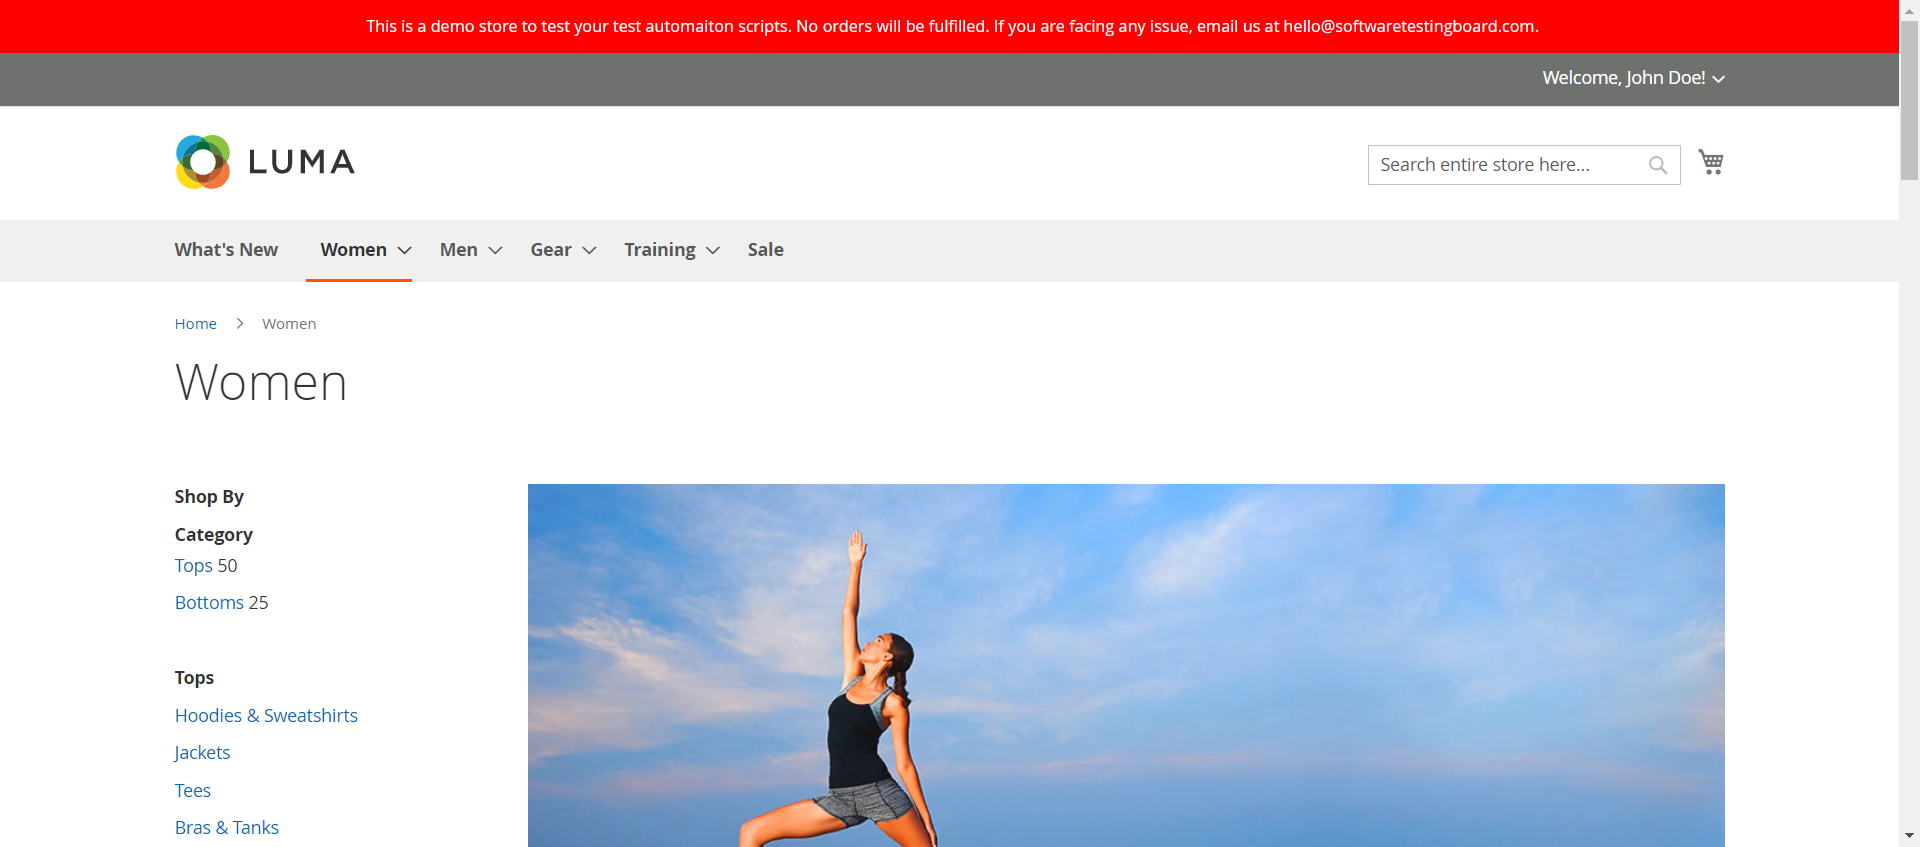 This is a demo store to test your test automaiton scripts. No orders will be fulfilled. If you are facing any issue, email us at hello@softwaretestingboard.com.
Welcome, John Doe!
LUMA
Search entire store here...
What's New Women Men Gear Training Sale
Home Women
Women
Shop By
Category
Tops 50
Bottoms 25
Tops
Hoodies & Sweatshirts
Jackets
Tees
Bras & Tanks